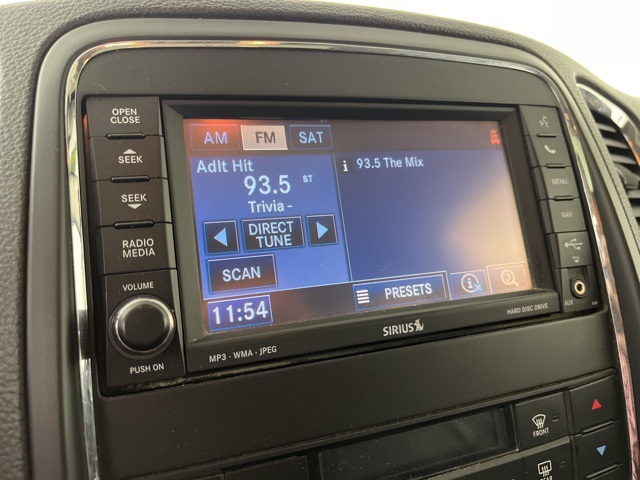 OPEN
CLOSE
SEEK
SEEK
RADIO
MEDIA
VOLUME
PUSH ON
AM FM SAT
Adlt Hit
93.5 ST
Trivia -
DIRECT
TUNE
SCAN
11:54
i 93.5 The Mix
PRESETS
MP3 - WMA - JPEG
SIRIUS
HARD DISC DRIVE
MENU
NAV
AUX
FRONT